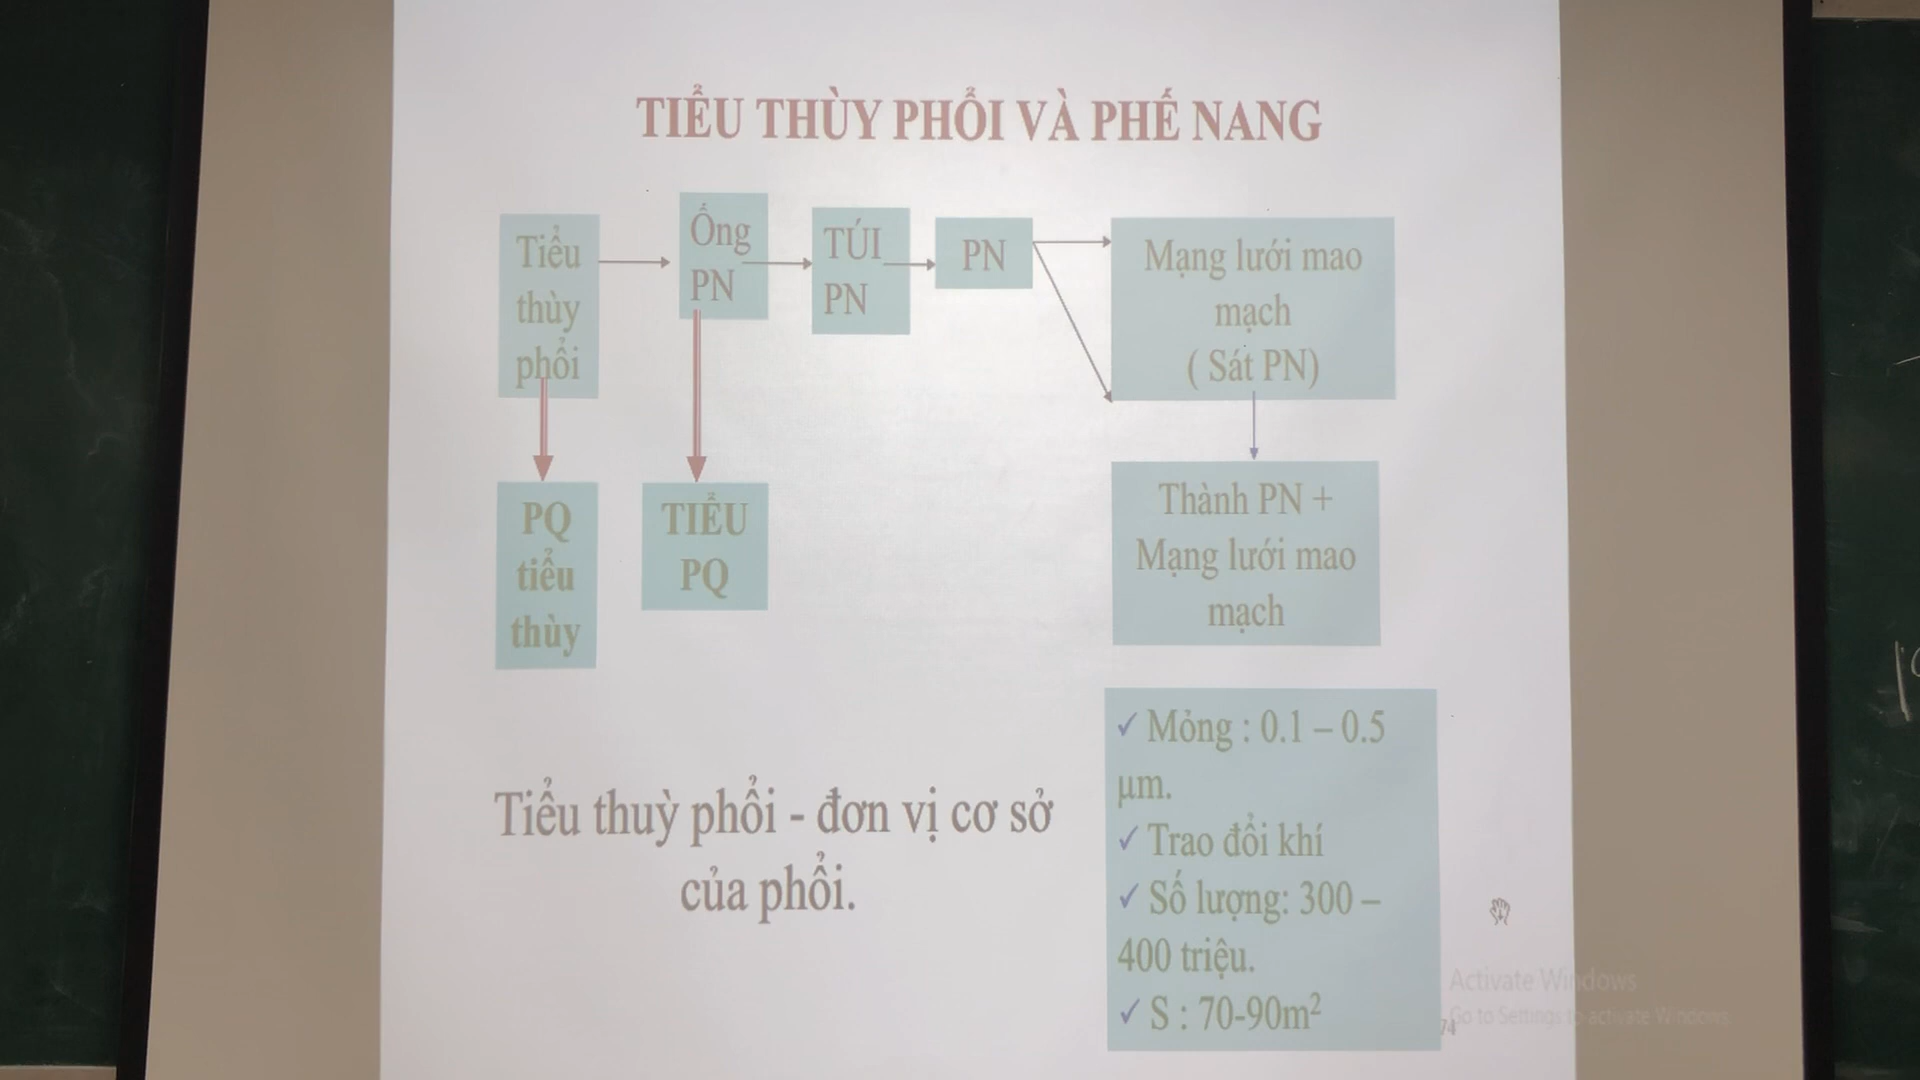 TIỂU THÙY PHỔI VÀ PHẾ NANG
Tiểu
thùy
phổi
Ống
PN
TÚI
PN
PN
Mạng lưới mao
mạch
( Sát PN)
PQ
tiểu
thùy
TIỂU
PQ
Thành PN +
Mạng lưới mao
mạch
Tiểu thuỳ phổi - đơn vị cơ sở
của phổi.
✓ Mỏng : 0.1 – 0.5
µm.
✓ Trao đổi khí
✓ Số lượng: 300 –
400 triệu.
✓ S : 70-90m²
Activate Windows
Go to Settings to activate Windows.
74